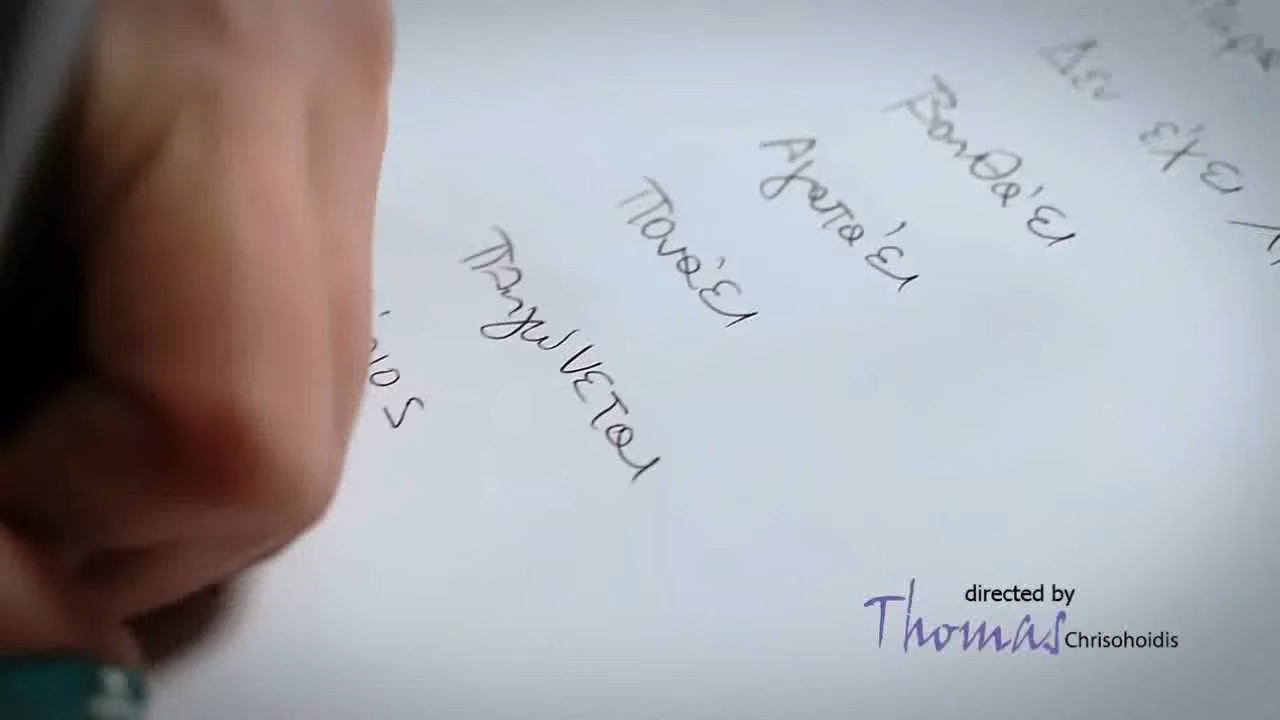 Δεν έχει
Βοηθάει
Αγαπάει
Πονάει
Πληγώνεται
directed by
Thomas Chrisohoidis